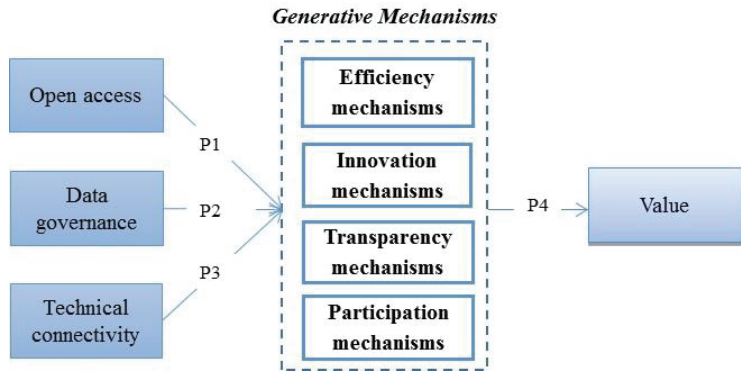 Generative Mechanisms
Open access
Data
governance
Technical
connectivity
P1
P2
P3
Efficiency
mechanisms
Innovation
mechanisms
Transparency
mechanisms
Participation
mechanisms
P4
Value